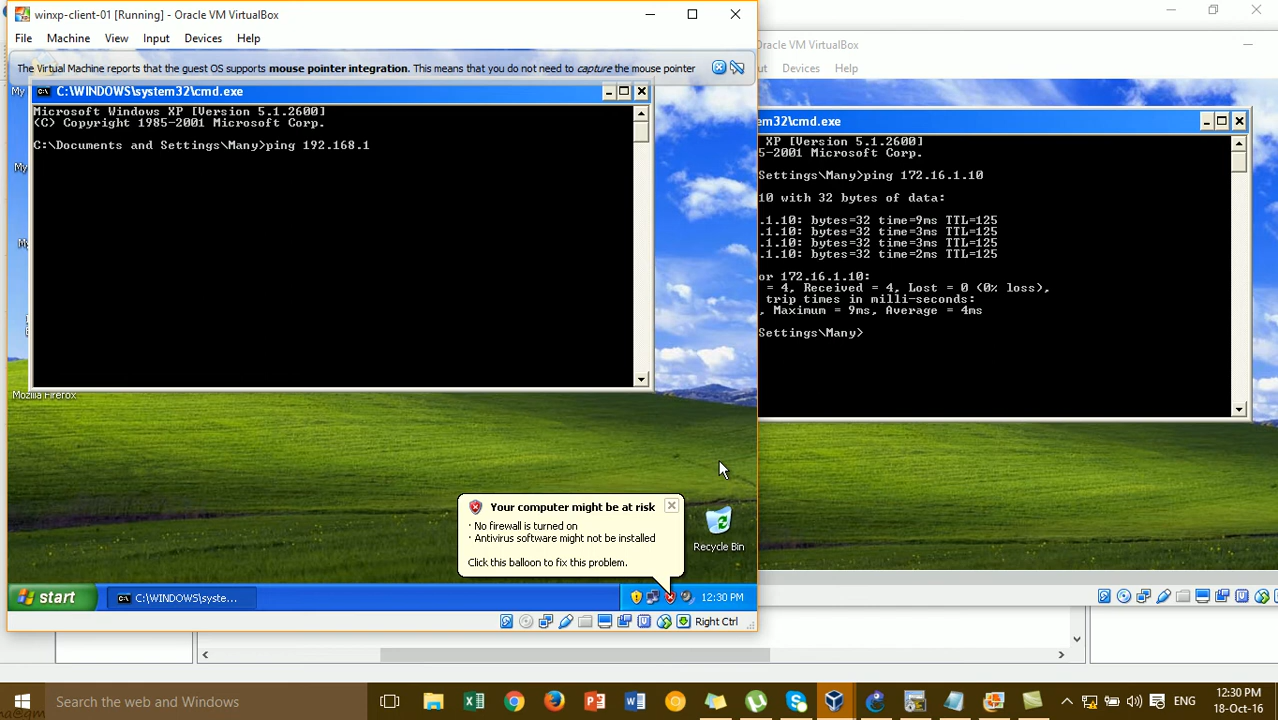 winxp-client-01 [Running] - Oracle VM VirtualBox
File Machine View Input Devices Help
The Virtual Machine reports that the guest OS supports mouse pointer integration. This means that you do not need to capture the mouse pointer
My
C:\WINDOWS\system32\cmd.exe
Microsoft Windows XP [Version 5.1.2600]
(C) Copyright 1985-2001 Microsoft Corp.
C:\Documents and Settings\Many>ping 192.168.1
My
Mozilla Firefox
Your computer might be at risk
· No firewall is turned on
· Antivirus software might not be installed
Click this balloon to fix this problem.
Recycle Bin
start
C:\WINDOWS\syste...
12:30 PM
Right Ctrl
Oracle VM VirtualBox
ut Devices Help
em32\cmd.exe
XP [Version 5.1.2600]
5-2001 Microsoft Corp.
Settings\Many>ping 172.16.1.10
10 with 32 bytes of data:
.1.10: bytes=32 time=9ms TTL=125
.1.10: bytes=32 time=3ms TTL=125
.1.10: bytes=32 time=3ms TTL=125
.1.10: bytes=32 time=2ms TTL=125
or 172.16.1.10:
= 4, Received = 4, Lost = 0 (0% loss),
trip times in milli-seconds:
, Maximum = 9ms, Average = 4ms
Settings\Many>
Search the web and Windows
ENG
12:30 PM
18-Oct-16